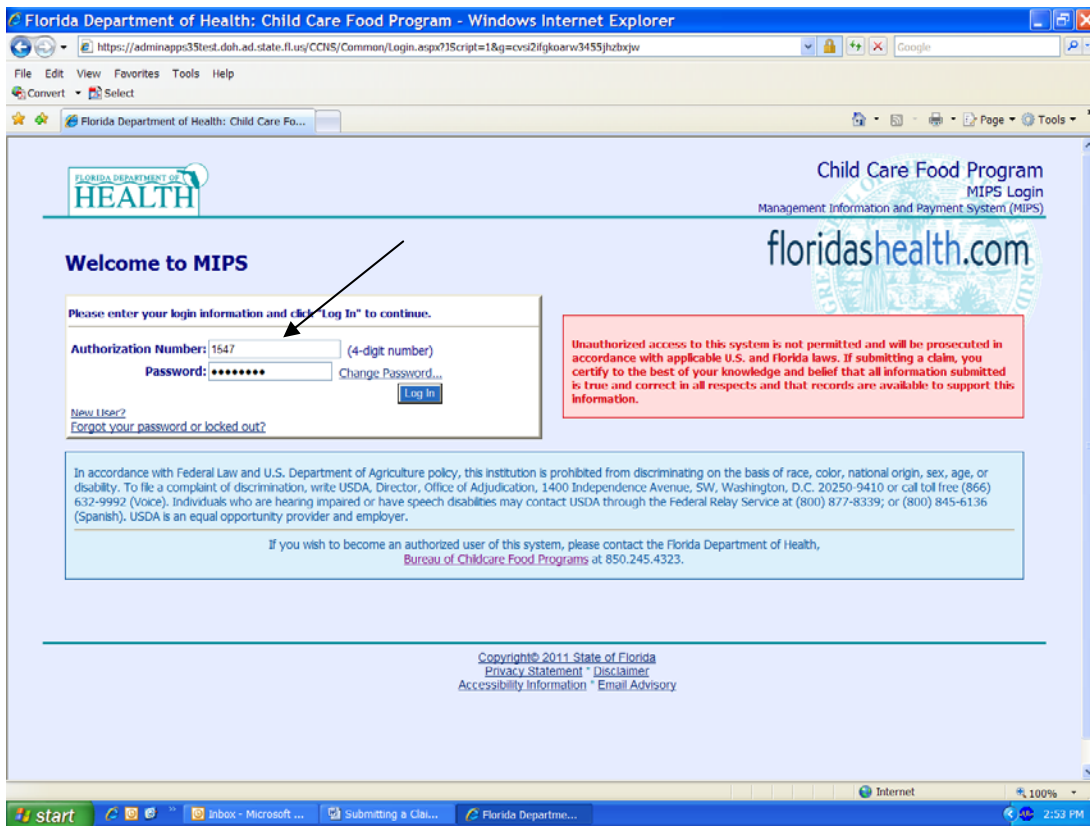 Florida Department of Health: Child Care Food Program - Windows Internet Explorer
https://adminapps35test.doh.ad.state.fl.us/CCNS/Common/Login.aspx?JScript=1&g=cvsi2ifgkoarw3455jhzbxjw
Google
File Edit View Favorites Tools Help
Convert Select
Florida Department of Health: Child Care Fo...
Page Tools
FLORIDA DEPARTMENT OF
HEALTH
Child Care Food Program
MIPS Login
Management Information and Payment System (MIPS)
floridashealth.com
Welcome to MIPS
Please enter your login information and click "Log In" to continue.
Authorization Number: 1547 (4-digit number)
Password: •••••••• Change Password...
Log In
New User?
Forgot your password or locked out?
Unauthorized access to this system is not permitted and will be prosecuted in
accordance with applicable U.S. and Florida laws. If submitting a claim, you
certify to the best of your knowledge and belief that all information submitted
is true and correct in all respects and that records are available to support this
information.
In accordance with Federal Law and U.S. Department of Agriculture policy, this institution is prohibited from discriminating on the basis of race, color, national origin, sex, age, or
disability. To file a complaint of discrimination, write USDA, Director, Office of Adjudication, 1400 Independence Avenue, SW, Washington, D.C. 20250-9410 or call toll free (866)
632-9992 (Voice). Individuals who are hearing impaired or have speech disabilities may contact USDA through the Federal Relay Service at (800) 877-8339; or (800) 845-6136
(Spanish). USDA is an equal opportunity provider and employer.
If you wish to become an authorized user of this system, please contact the Florida Department of Health,
Bureau of Childcare Food Programs at 850.245.4323.
Copyright© 2011 State of Florida
Privacy Statement * Disclaimer
Accessibility Information * Email Advisory
Internet 100%
start Inbox - Microsoft ... Submitting a Clai... Florida Departme... 2:53 PM